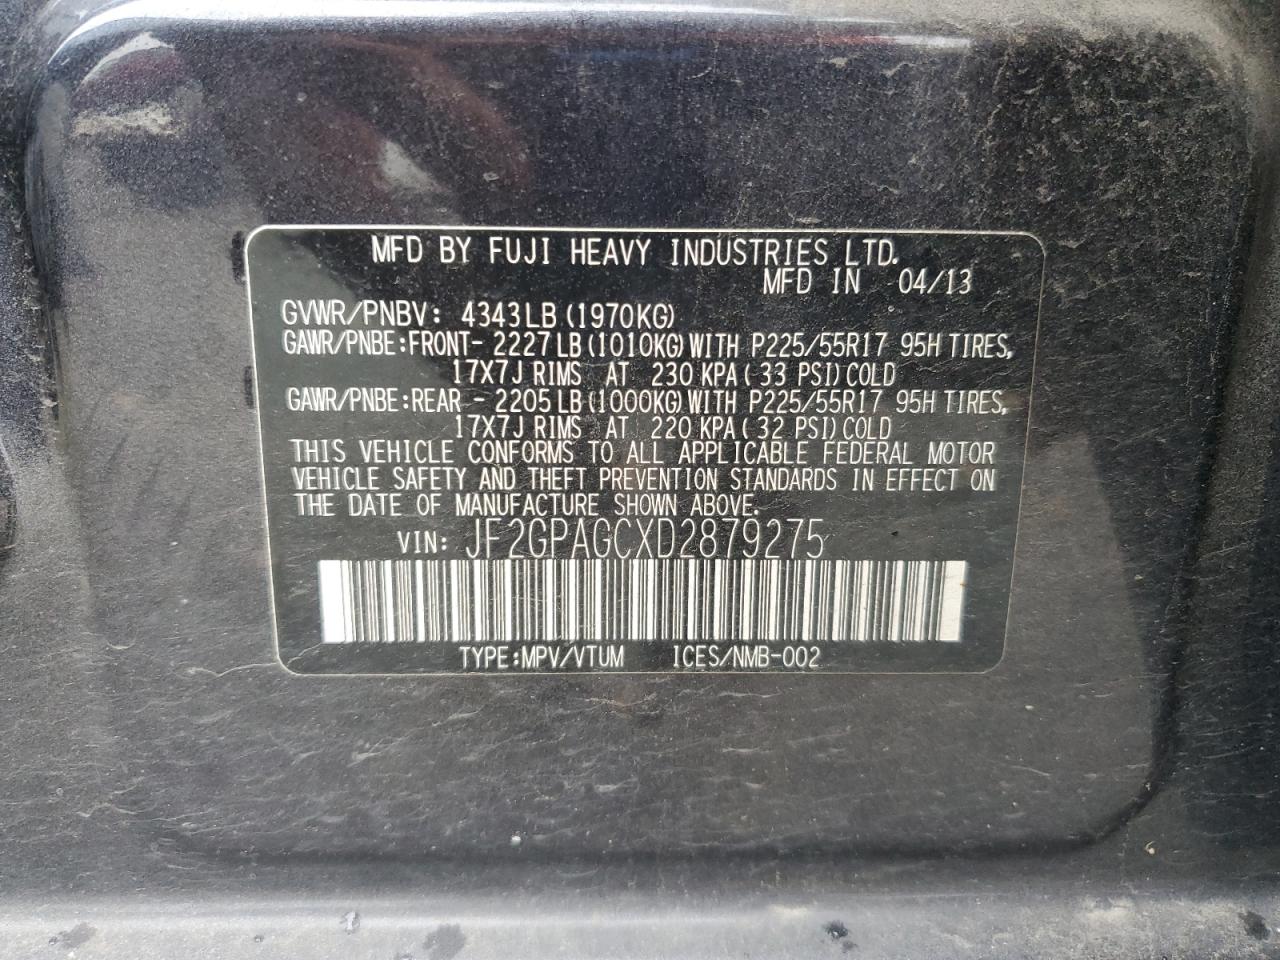 MFD BY FUJI HEAVY INDUSTRIES LTD.
MFD IN 04/13
GVWR/PNBV: 4343LB(1970KG)
GAWR/PNBE:FRONT- 2227LB(1010KG)WITH P225/55R17 95H TIRES,
17X7J RIMS AT 230 KPA(33 PSI)COLD
GAWR/PNBE:REAR - 2205LB(1000KG)WITH P225/55R17 95H TIRES,
17X7J RIMS AT 220 KPA(32 PSI)COLD
THIS VEHICLE CONFORMS TO ALL APPLICABLE FEDERAL MOTOR
VEHICLE SAFETY AND THEFT PREVENTION STANDARDS IN EFFECT ON
THE DATE OF MANUFACTURE SHOWN ABOVE.
VIN: JF2GPAGCXD2879275
TYPE:MPV/VTUM ICES/NMB-002